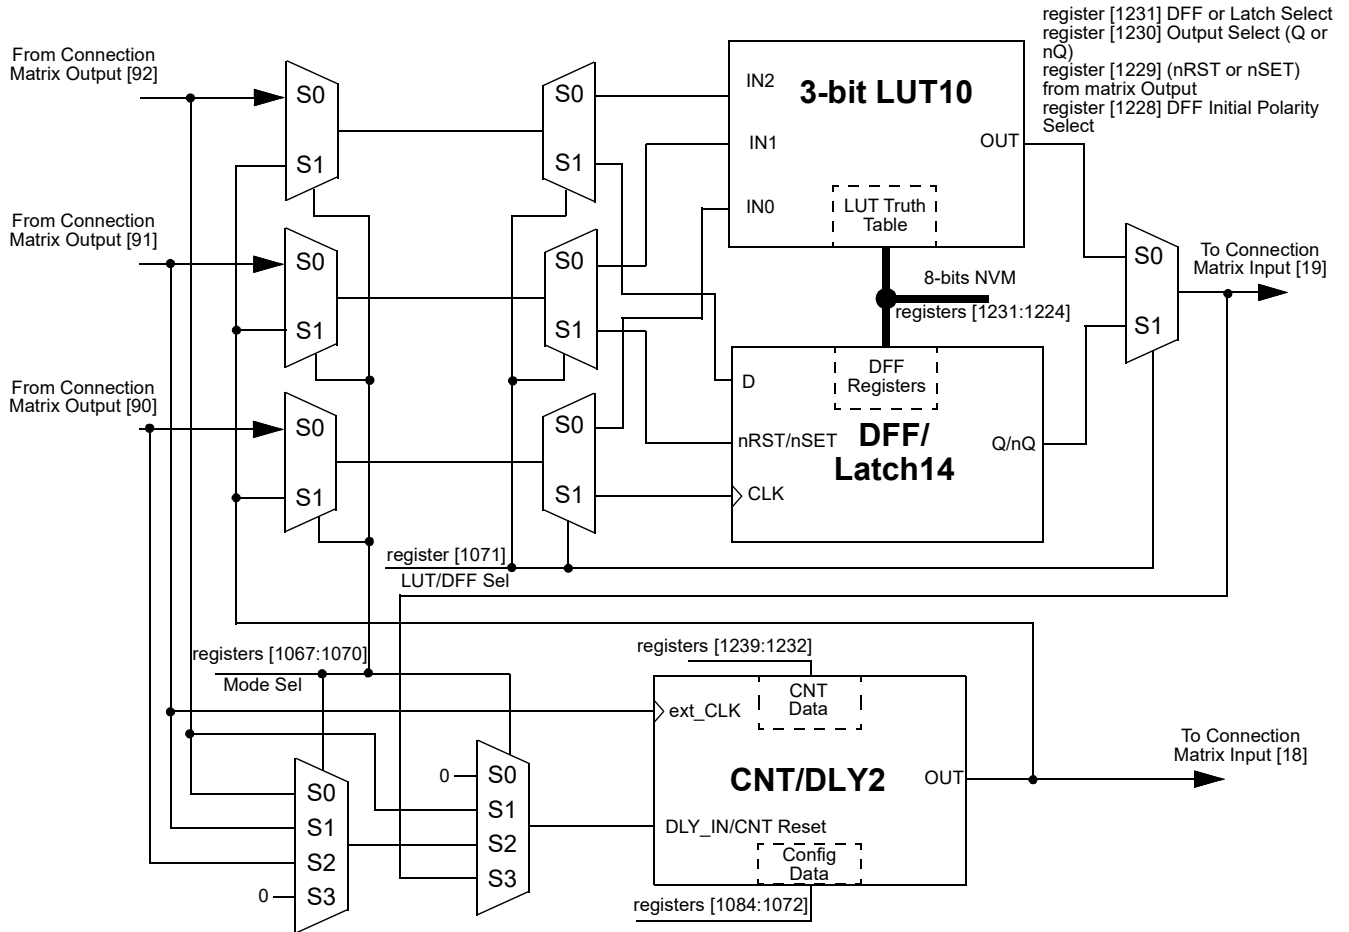 From Connection
Matrix Output [92]
From Connection
Matrix Output [91]
From Connection
Matrix Output [90]
S0
S1
S0
S1
S0
S1
S0
S1
S0
S1
S0
S1
IN2
IN1
IN0
3-bit LUT10
OUT
LUT Truth
Table
register [1231] DFF or Latch Select
register [1230] Output Select (Q or
nQ)
register [1229] (nRST or nSET)
from matrix Output
register [1228] DFF Initial Polarity
Select
8-bits NVM
registers [1231:1224]
DFF
Registers
D
nRST/nSET
CLK
DFF/
Latch14
Q/nQ
S0
S1
To Connection
Matrix Input [19]
register [1071]
LUT/DFF Sel
registers [1067:1070]
Mode Sel
registers [1239:1232]
CNT
Data
ext_CLK
CNT/DLY2
OUT
DLY_IN/CNT Reset
Config
Data
registers [1084:1072]
To Connection
Matrix Input [18]
S0
S1
S2
S3
0
0
S0
S1
S2
S3